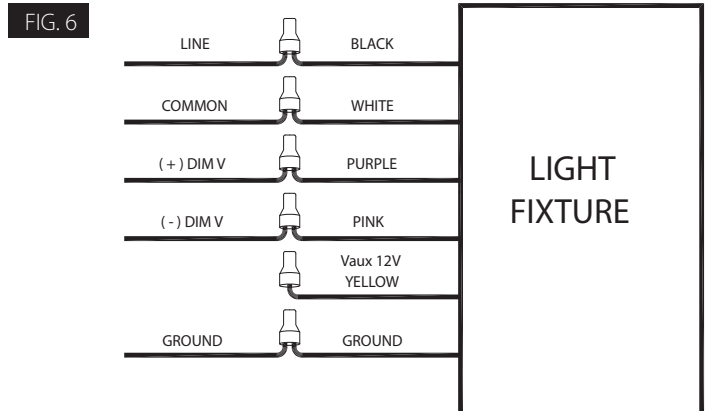 FIG. 6
LINE BLACK
COMMON WHITE
( + ) DIM V PURPLE
( - ) DIM V PINK
Vaux 12V
YELLOW
GROUND GROUND
LIGHT
FIXTURE